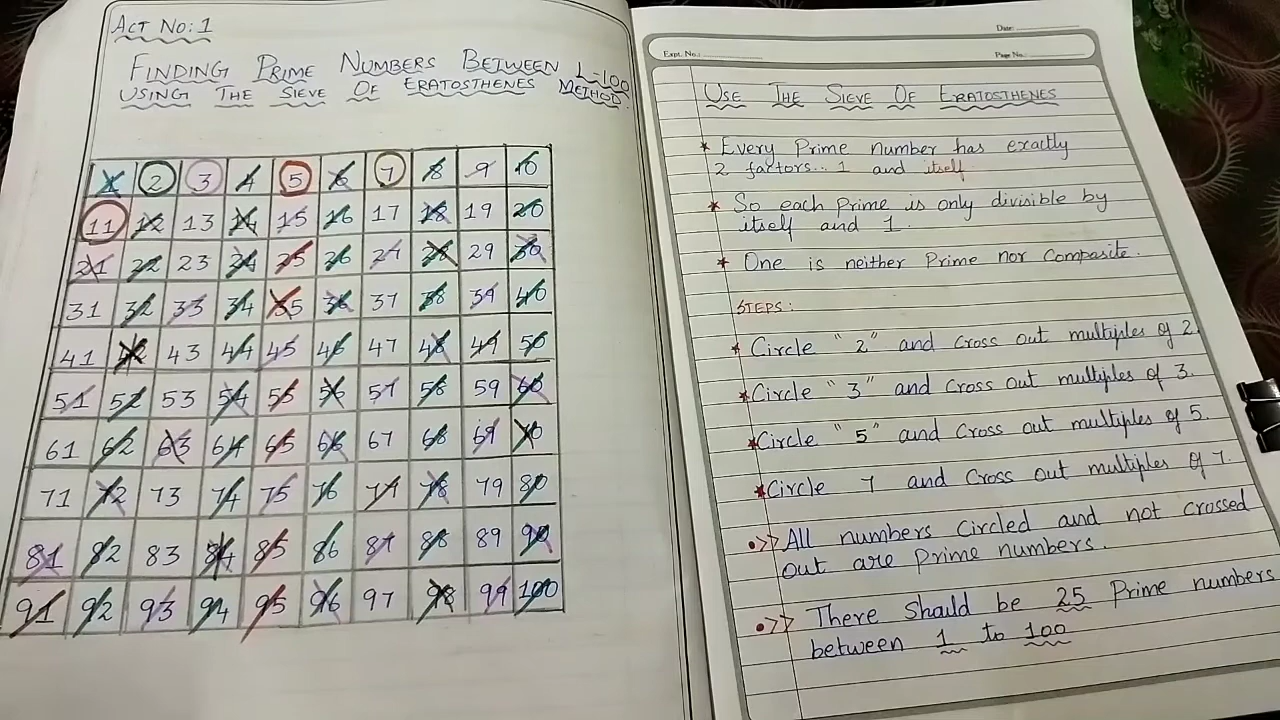 ACT NO: 1
FINDING PRIME NUMBERS BETWEEN 1-100
USING THE SIEVE OF ERATOSTHENES METHOD.
1 2 3 4 5 6 7 8 9 10
11 12 13 14 15 16 17 18 19 20
21 22 23 24 25 26 27 28 29 30
31 32 33 34 35 36 37 38 39 40
41 42 43 44 45 46 47 48 49 50
51 52 53 54 55 56 57 58 59 60
61 62 63 64 65 66 67 68 69 70
71 72 73 74 75 76 77 78 79 80
81 82 83 84 85 86 87 88 89 90
91 92 93 94 95 96 97 98 99 100
Date:
Expt. No.: Page No.
USE THE SIEVE OF ERATOSTHENES
* Every Prime number has exactly
2 factors... 1 and itself
* So each Prime is only divisible by
itself and 1.
* One is neither Prime nor Composite.
STEPS:
* Circle "2" and Cross out multiples of 2.
* Circle "3" and Cross out multiples of 3.
* Circle "5" and Cross out multiples of 5.
* Circle 7 and Cross out multiples of 7.
•>> All numbers Circled and not crossed
out are Prime numbers.
•>> There should be 25 Prime numbers
between 1 to 100